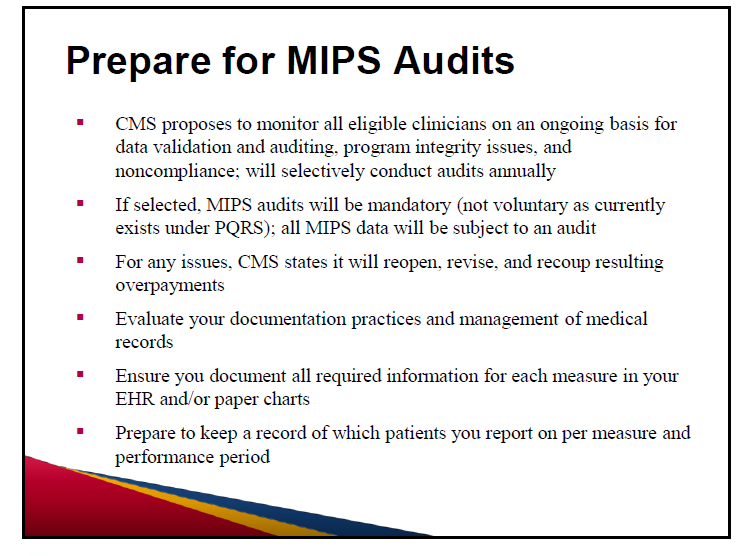 Prepare for MIPS Audits
▪ CMS proposes to monitor all eligible clinicians on an ongoing basis for
data validation and auditing, program integrity issues, and
noncompliance; will selectively conduct audits annually
▪ If selected, MIPS audits will be mandatory (not voluntary as currently
exists under PQRS); all MIPS data will be subject to an audit
▪ For any issues, CMS states it will reopen, revise, and recoup resulting
overpayments
▪ Evaluate your documentation practices and management of medical
records
▪ Ensure you document all required information for each measure in your
EHR and/or paper charts
▪ Prepare to keep a record of which patients you report on per measure and
performance period